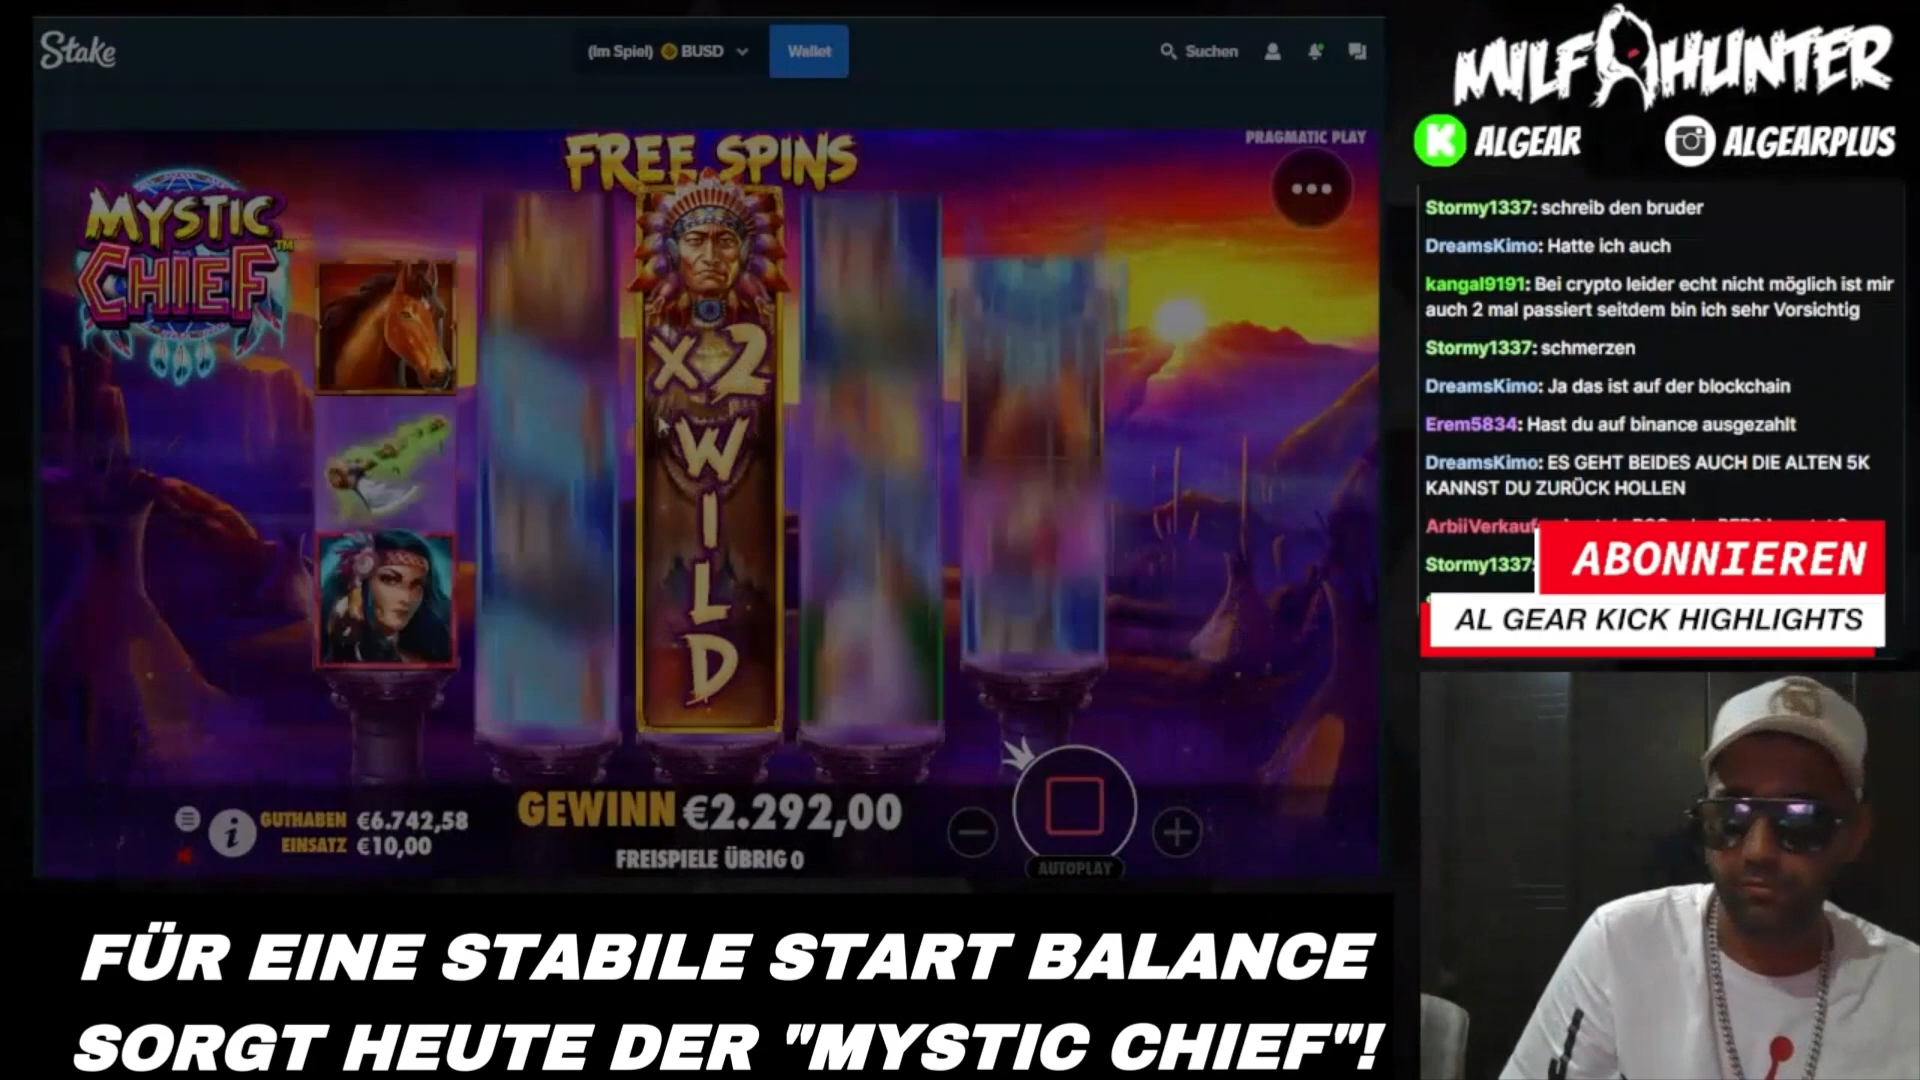 Stake
(Im Spiel) BUSD
Wallet
Suchen
MILF HUNTER
ALGEAR
ALGEARPLUS
FREE SPINS
PRAGMATIC PLAY
MYSTIC
CHIEF™
x2
WILD
Stormy1337: schreib den bruder
DreamsKimo: Hatte ich auch
kangal9191: Bei crypto leider echt nicht möglich ist mir
auch 2 mal passiert seitdem bin ich sehr Vorsichtig
Stormy1337: schmerzen
DreamsKimo: Ja das ist auf der blockchain
Erem5834: Hast du auf binance ausgezahlt
DreamsKimo: ES GEHT BEIDES AUCH DIE ALTEN 5K
KANNST DU ZURÜCK HOLLEN
ArbiiVerkauf
Stormy1337:
ABONNIEREN
AL GEAR KICK HIGHLIGHTS
GUTHABEN €6.742,58
EINSATZ €10,00
GEWINN €2.292,00
FREISPIELE ÜBRIG 0
AUTOPLAY
FÜR EINE STABILE START BALANCE
SORGT HEUTE DER "MYSTIC CHIEF"!